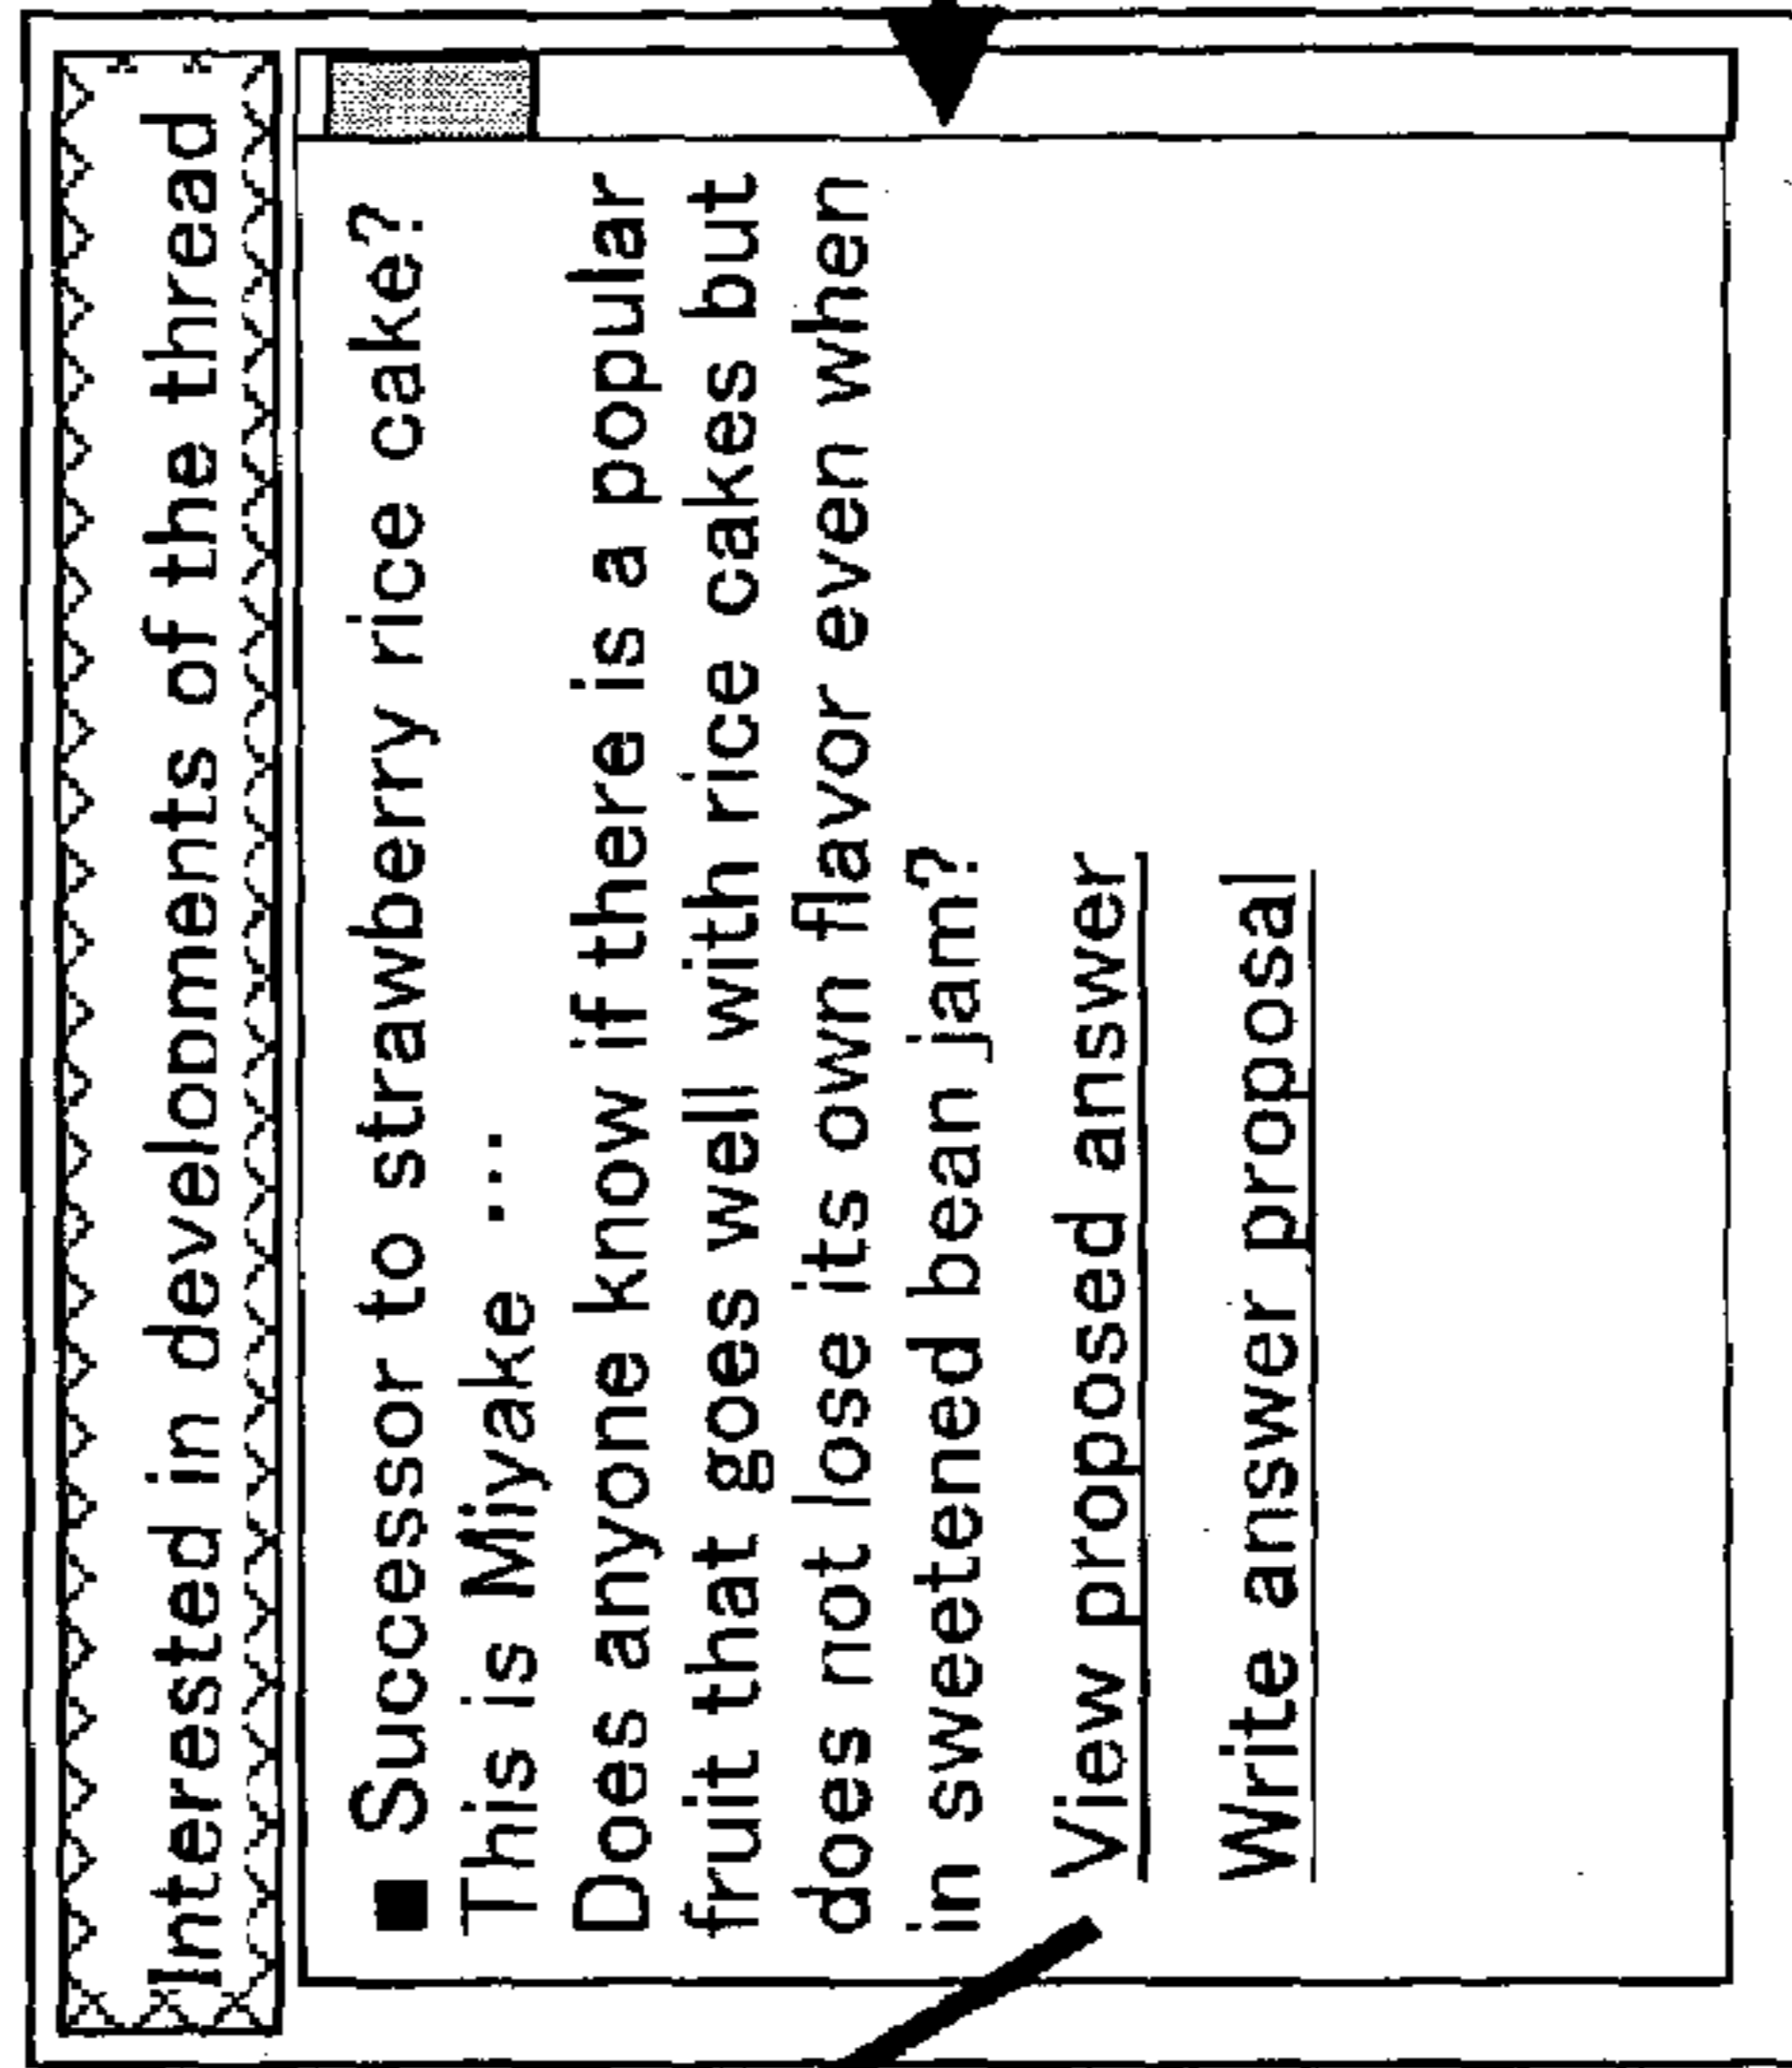 Interested in developments of the thread
■ Successor to strawberry rice cake?
This is Miyake ...
Does anyone know if there is a popular
fruit that goes well with rice cakes but
does not lose its own flavor even when
in sweetened bean jam?
View proposed answer
Write answer proposal